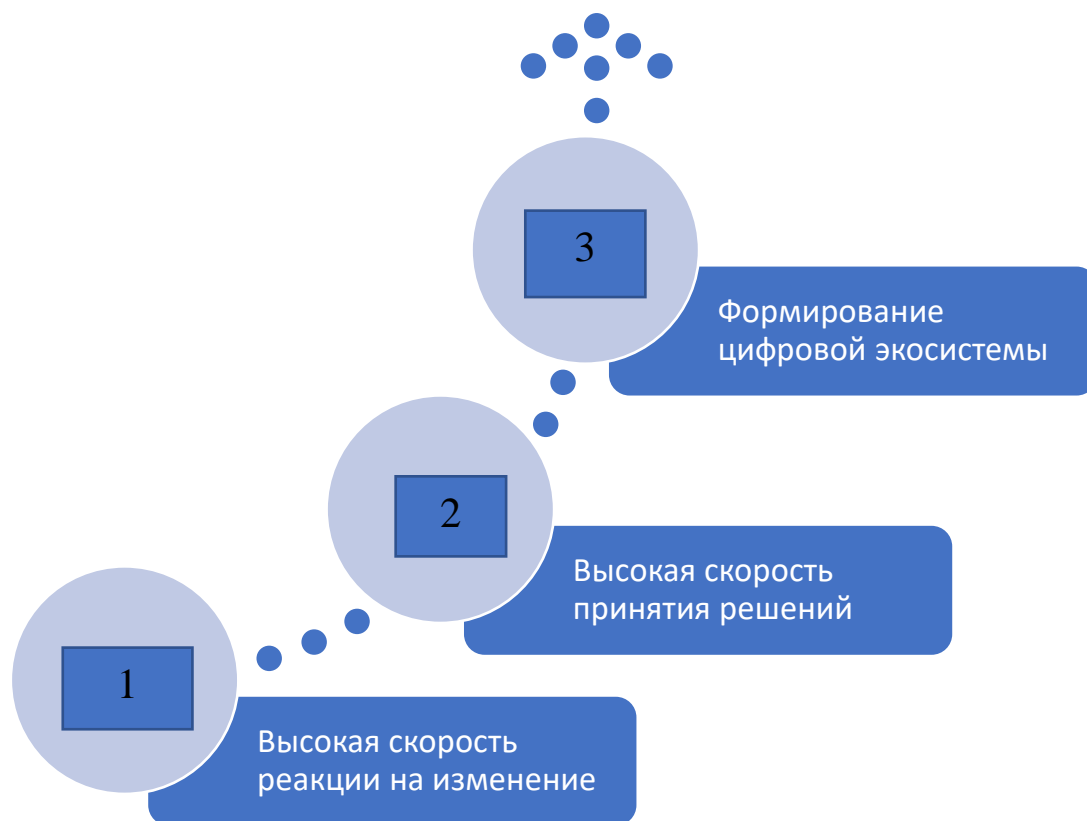 3
Формирование
цифровой экосистемы
2
Высокая скорость
принятия решений
1
Высокая скорость
реакции на изменение